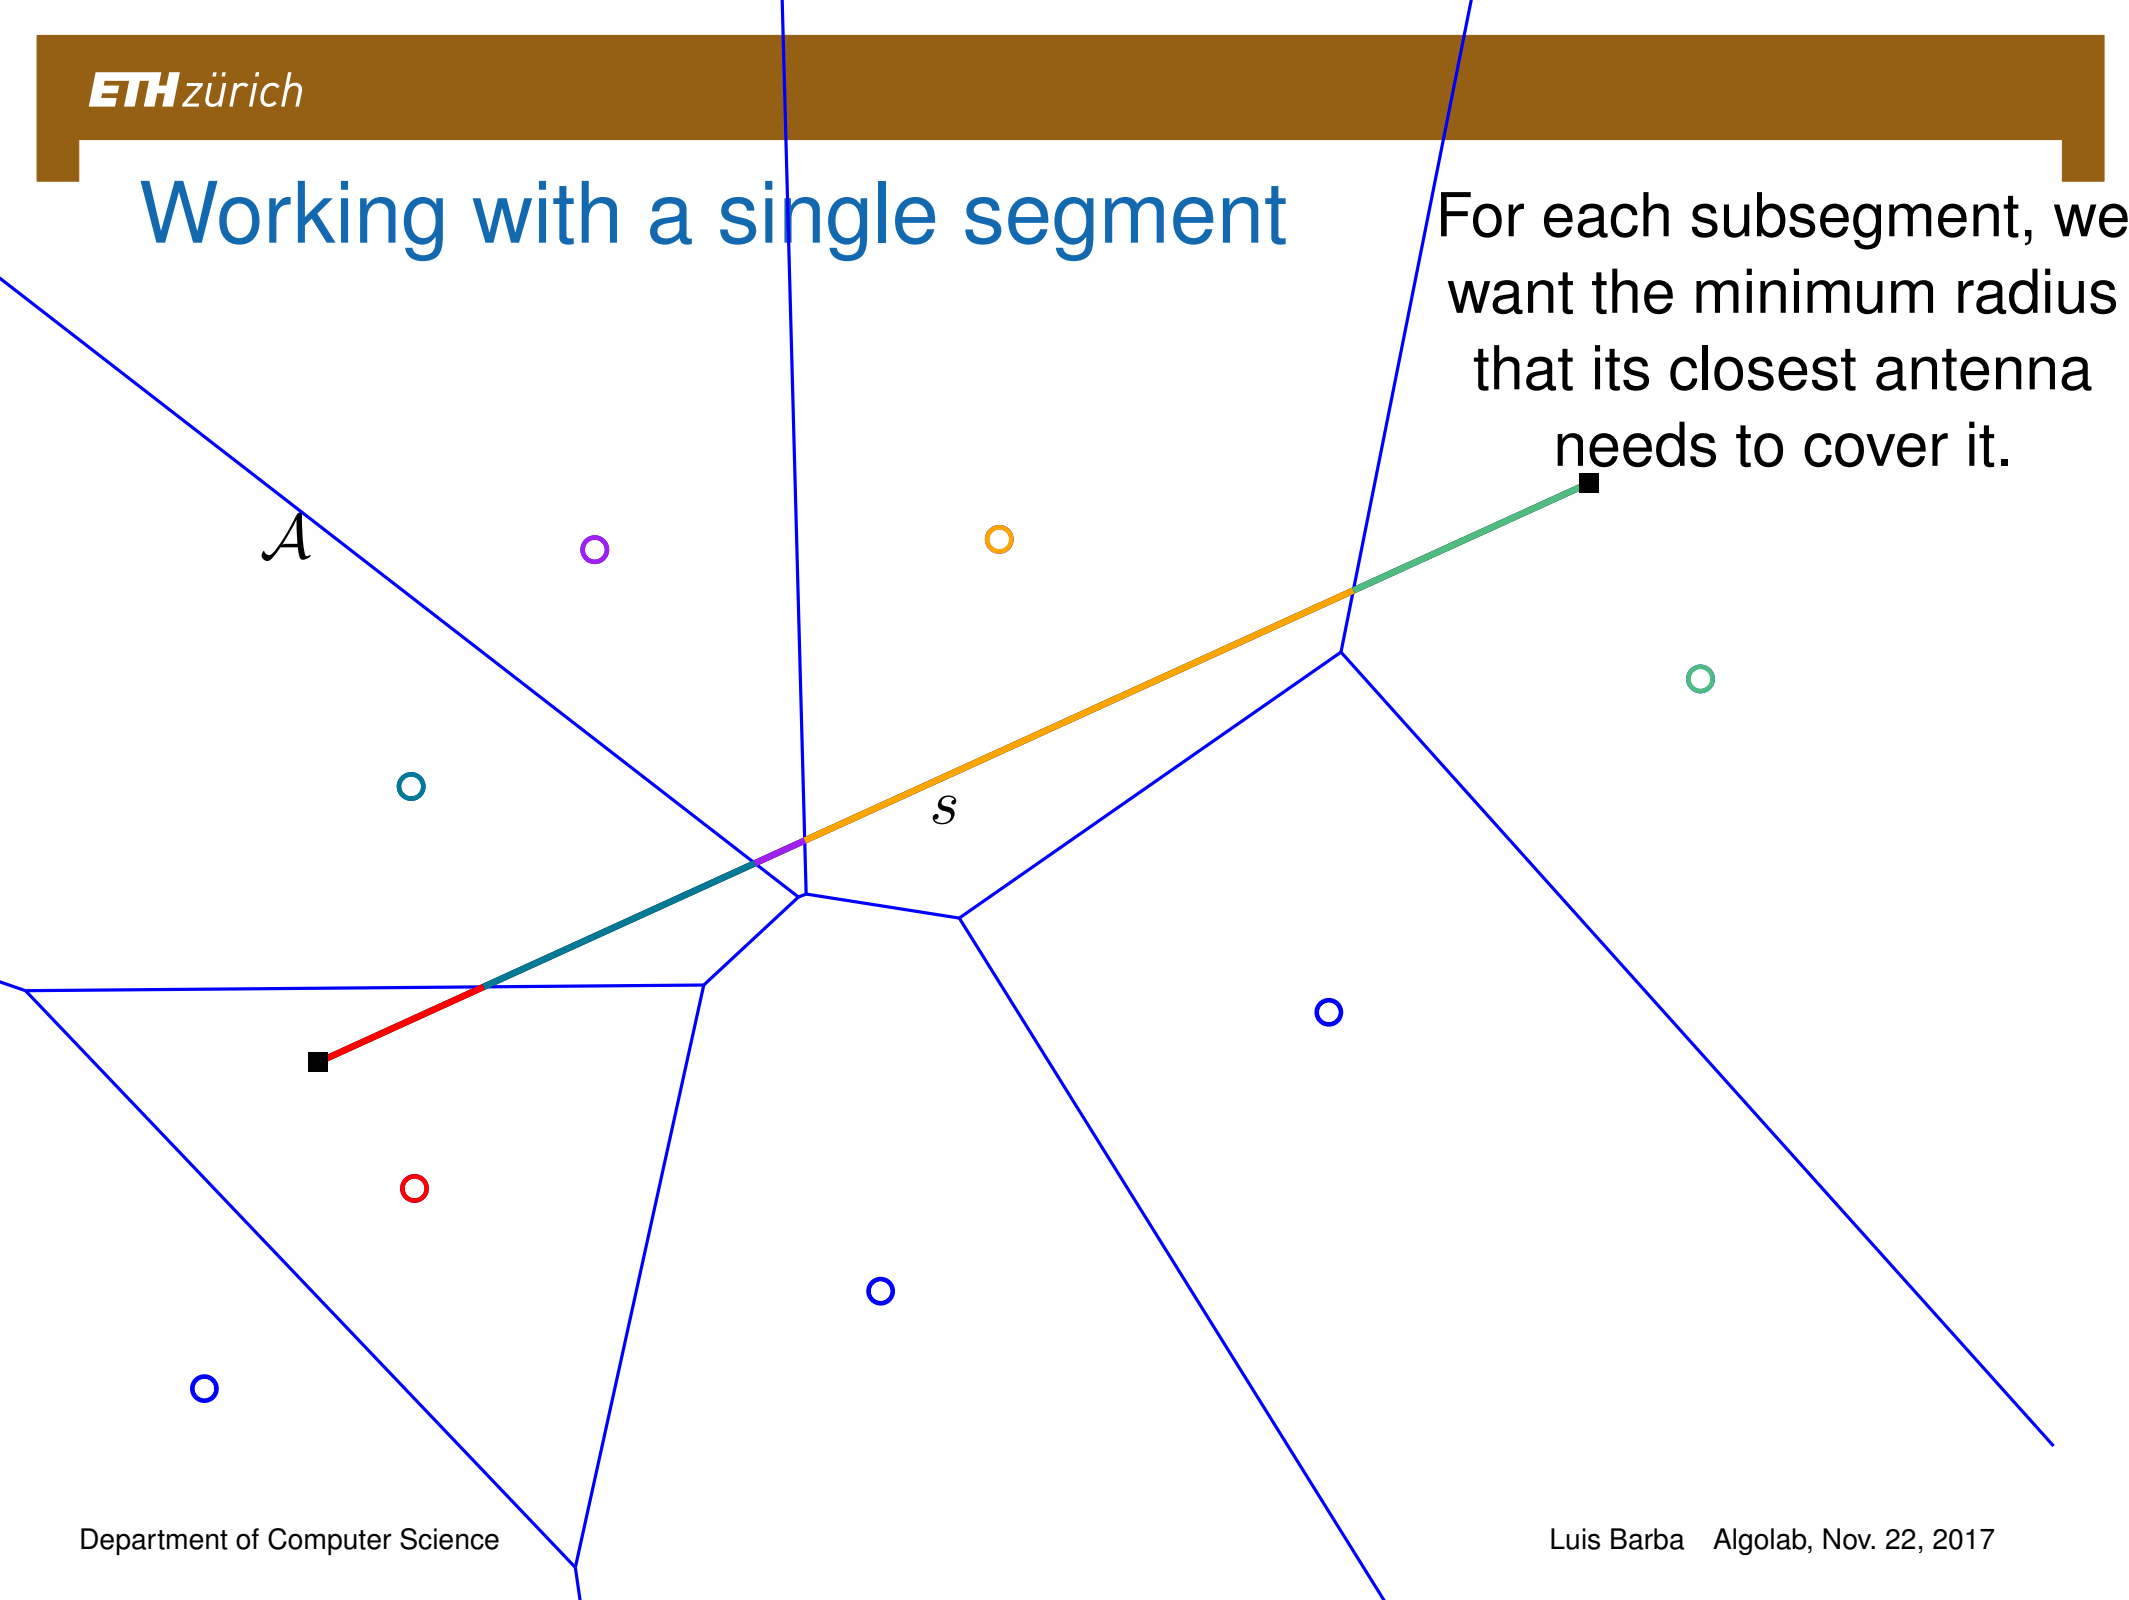 ETH zürich
Working with a single segment
For each subsegment, we
want the minimum radius
that its closest antenna
needs to cover it.
𝒜
s
Department of Computer Science
Luis Barba Algolab, Nov. 22, 2017